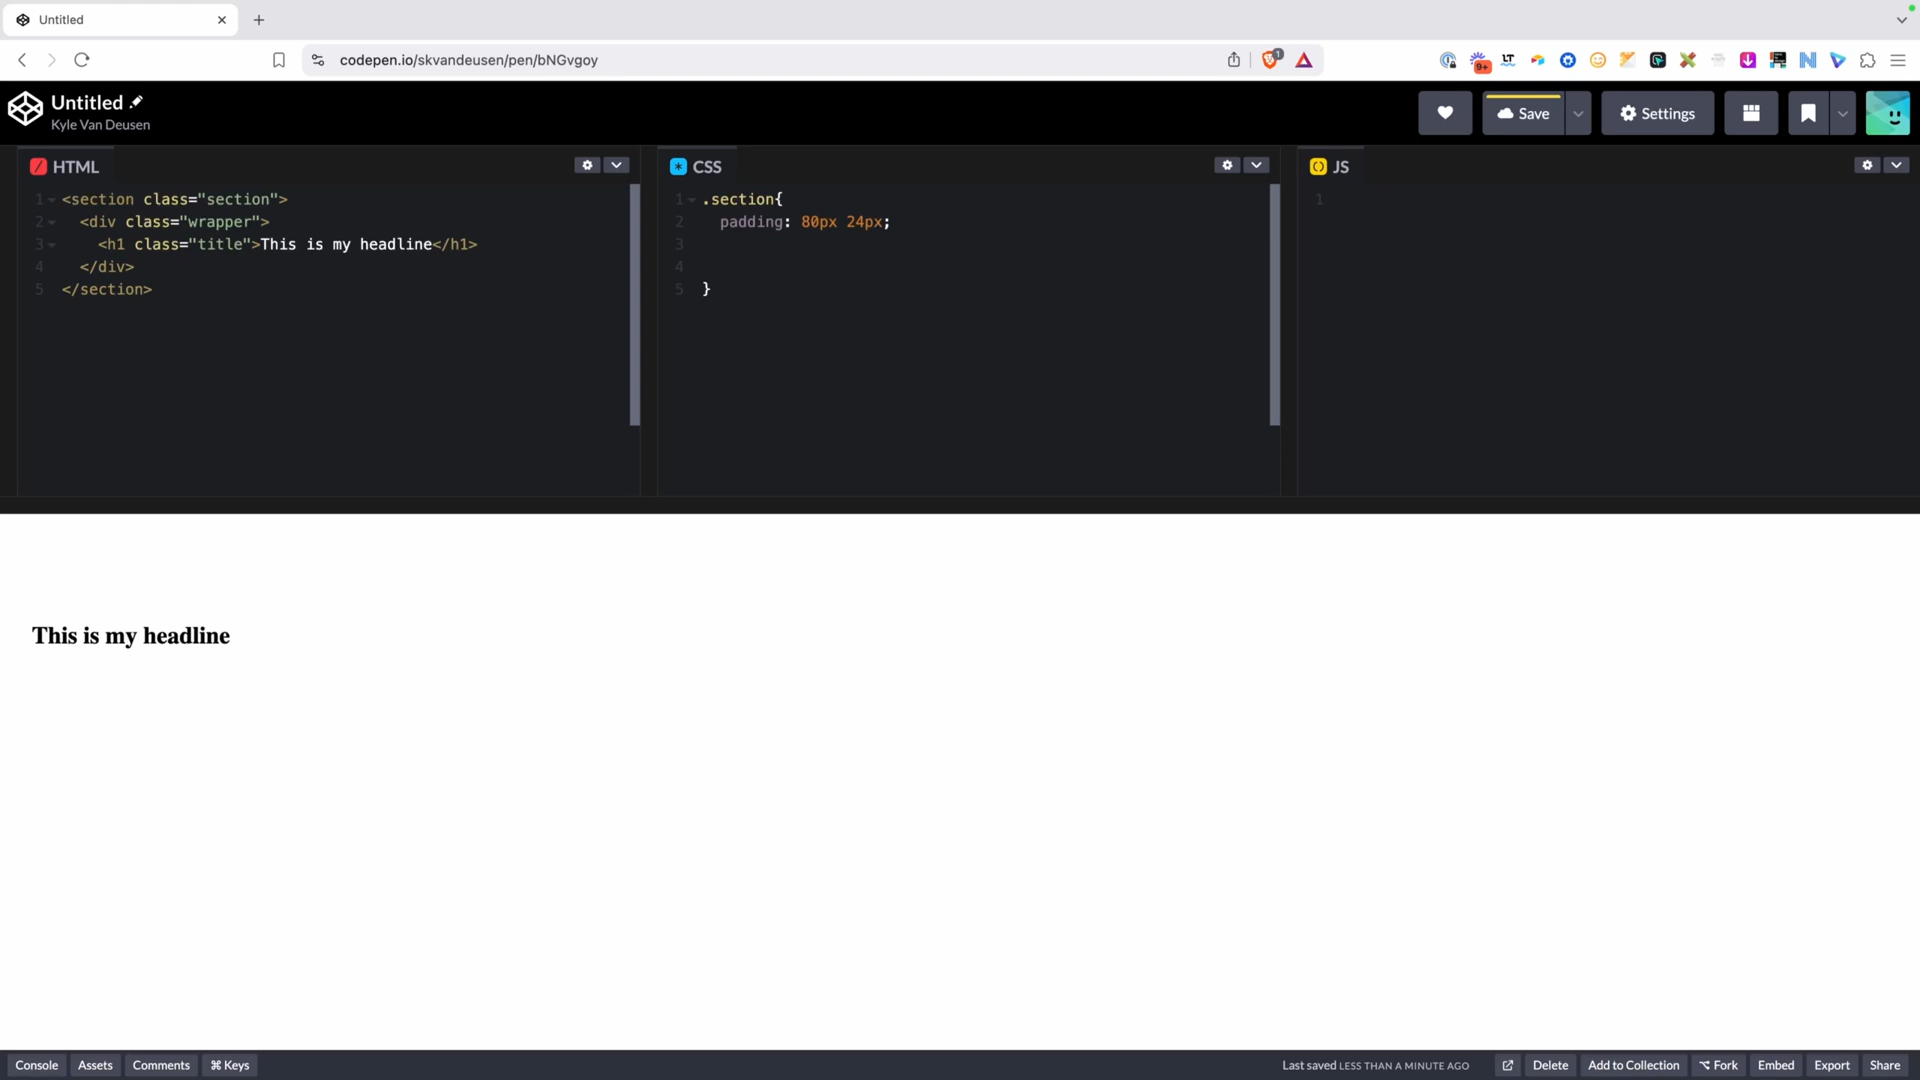 Untitled
codepen.io/skvandeusen/pen/bNGvgoy
1
9+
LT
Untitled
Kyle Van Deusen
Save
Settings
HTML
CSS
JS
1 <section class="section">
2 <div class="wrapper">
3 <h1 class="title">This is my headline</h1>
4 </div>
5 </section>
1 .section{
2 padding: 80px 24px;
3
4
5 }
1
This is my headline
Console Assets Comments ⌘ Keys
Last saved LESS THAN A MINUTE AGO
Delete Add to Collection ⌥ Fork Embed Export Share